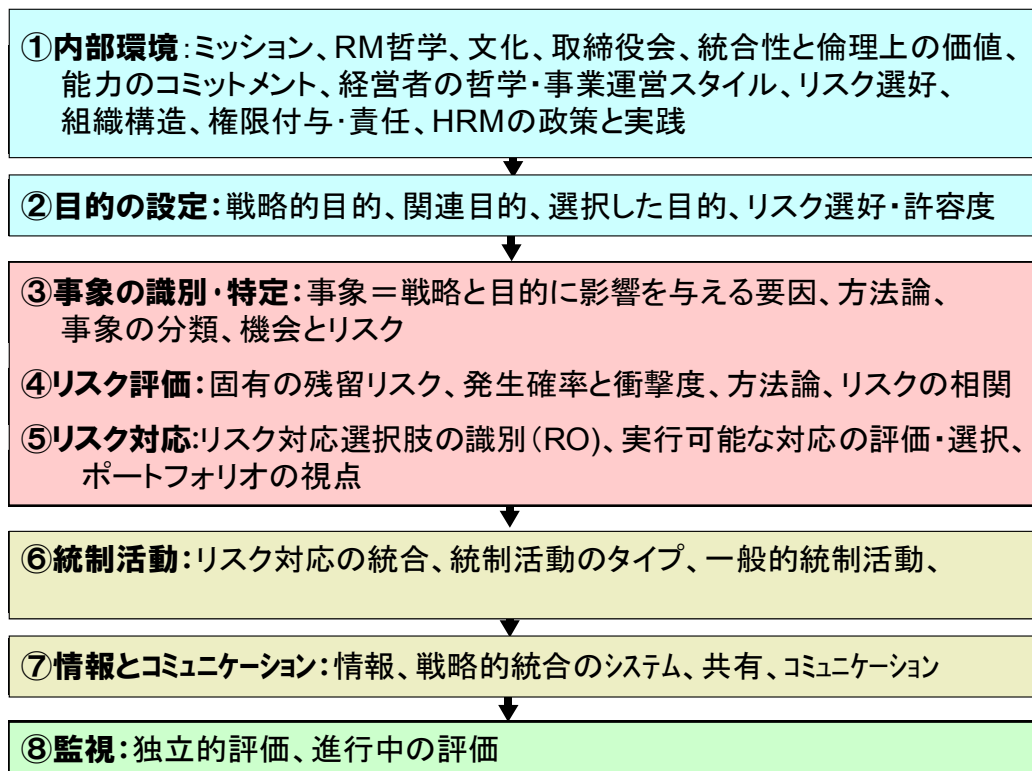 ①内部環境:ミッション、RM哲学、文化、取締役会、統合性と倫理上の価値、
能力のコミットメント、経営者の哲学・事業運営スタイル、リスク選好、
組織構造、権限付与・責任、HRMの政策と実践
②目的の設定：戦略的目的、関連目的、選択した目的、リスク選好・許容度
③事象の識別・特定：事象＝戦略と目的に影響を与える要因、方法論、
事象の分類、機会とリスク
④リスク評価：固有の残留リスク、発生確率と衝撃度、方法論、リスクの相関
⑤リスク対応:リスク対応選択肢の識別（RO)、実行可能な対応の評価・選択、
ポートフォリオの視点
⑥統制活動：リスク対応の統合、統制活動のタイプ、一般的統制活動、
⑦情報とコミュニケーション：情報、戦略的統合のシステム、共有、コミュニケーション
⑧監視：独立的評価、進行中の評価